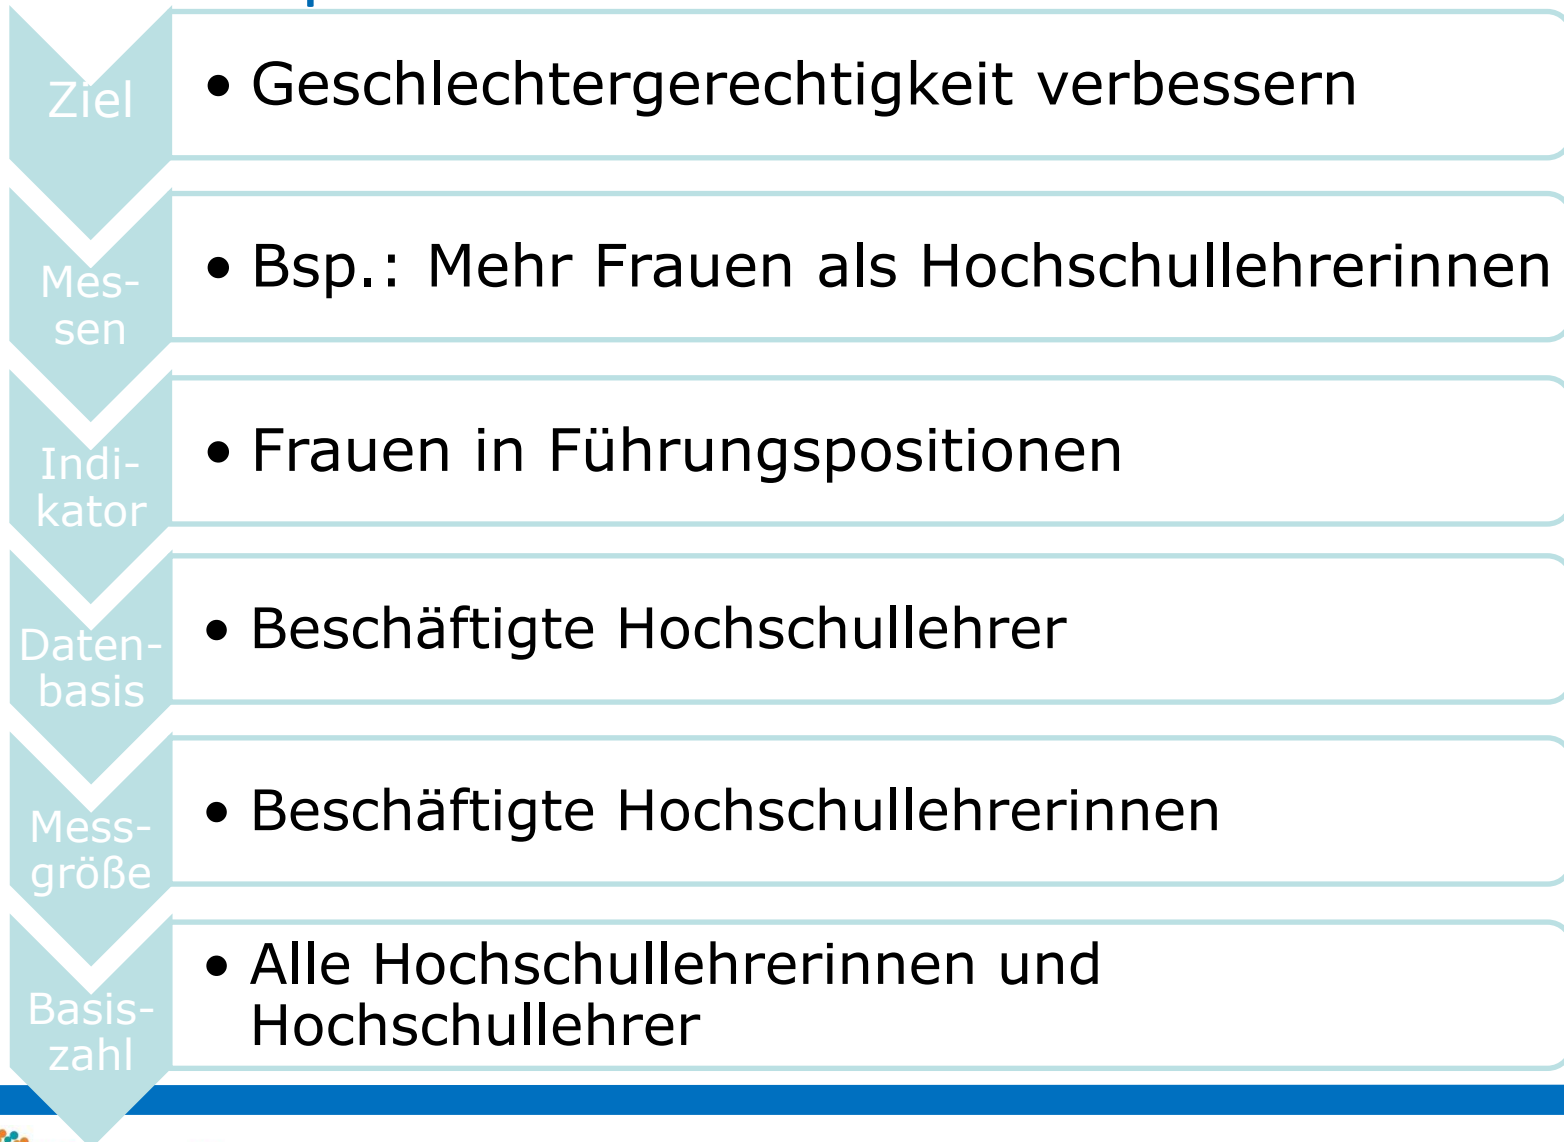 Ziel
• Geschlechtergerechtigkeit verbessern
Mes-
sen
• Bsp.: Mehr Frauen als Hochschullehrerinnen
Indi-
kator
• Frauen in Führungspositionen
Daten-
basis
• Beschäftigte Hochschullehrer
Mess-
größe
• Beschäftigte Hochschullehrerinnen
Basis-
zahl
• Alle Hochschullehrerinnen und
Hochschullehrer